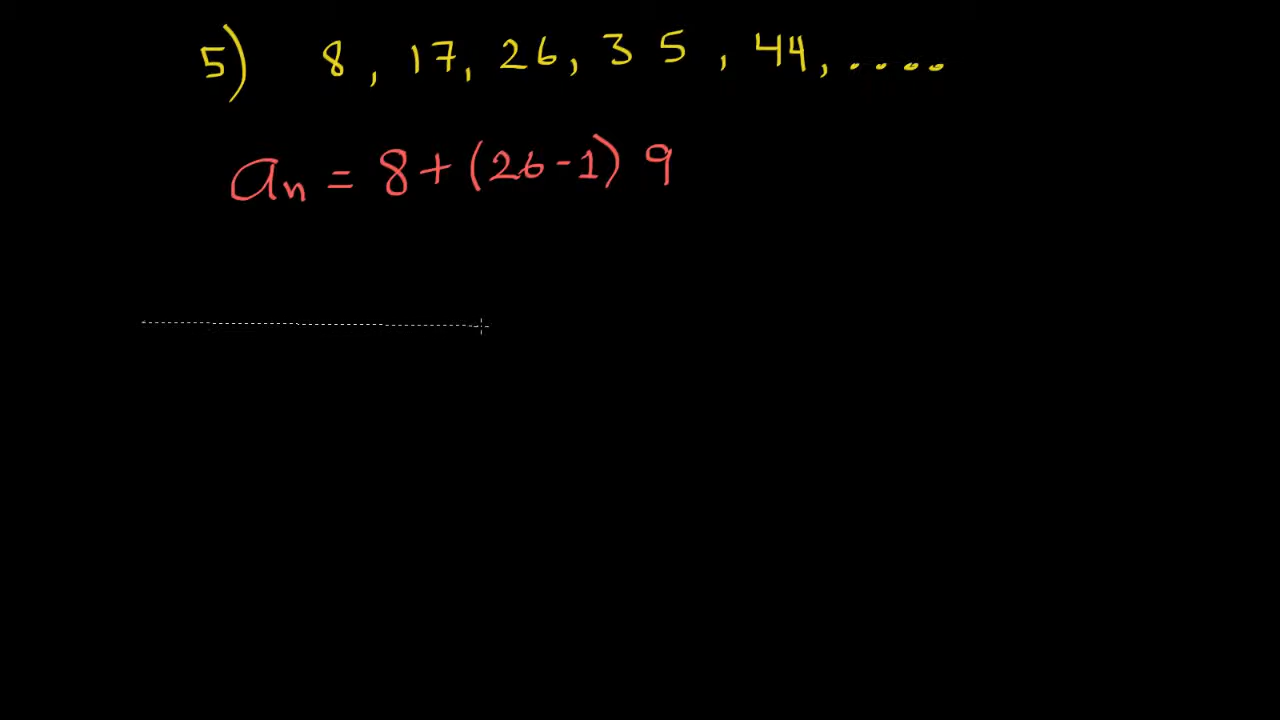 5) 8, 17, 26, 35, 44, ....
an = 8+(26-1) 9